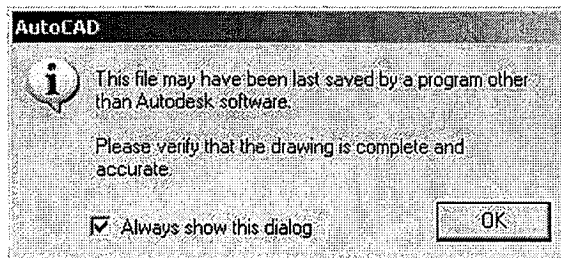 AutoCAD
This file may have been last saved by a program other
than Autodesk software.
Please verify that the drawing is complete and
accurate.
Always show this dialog
OK